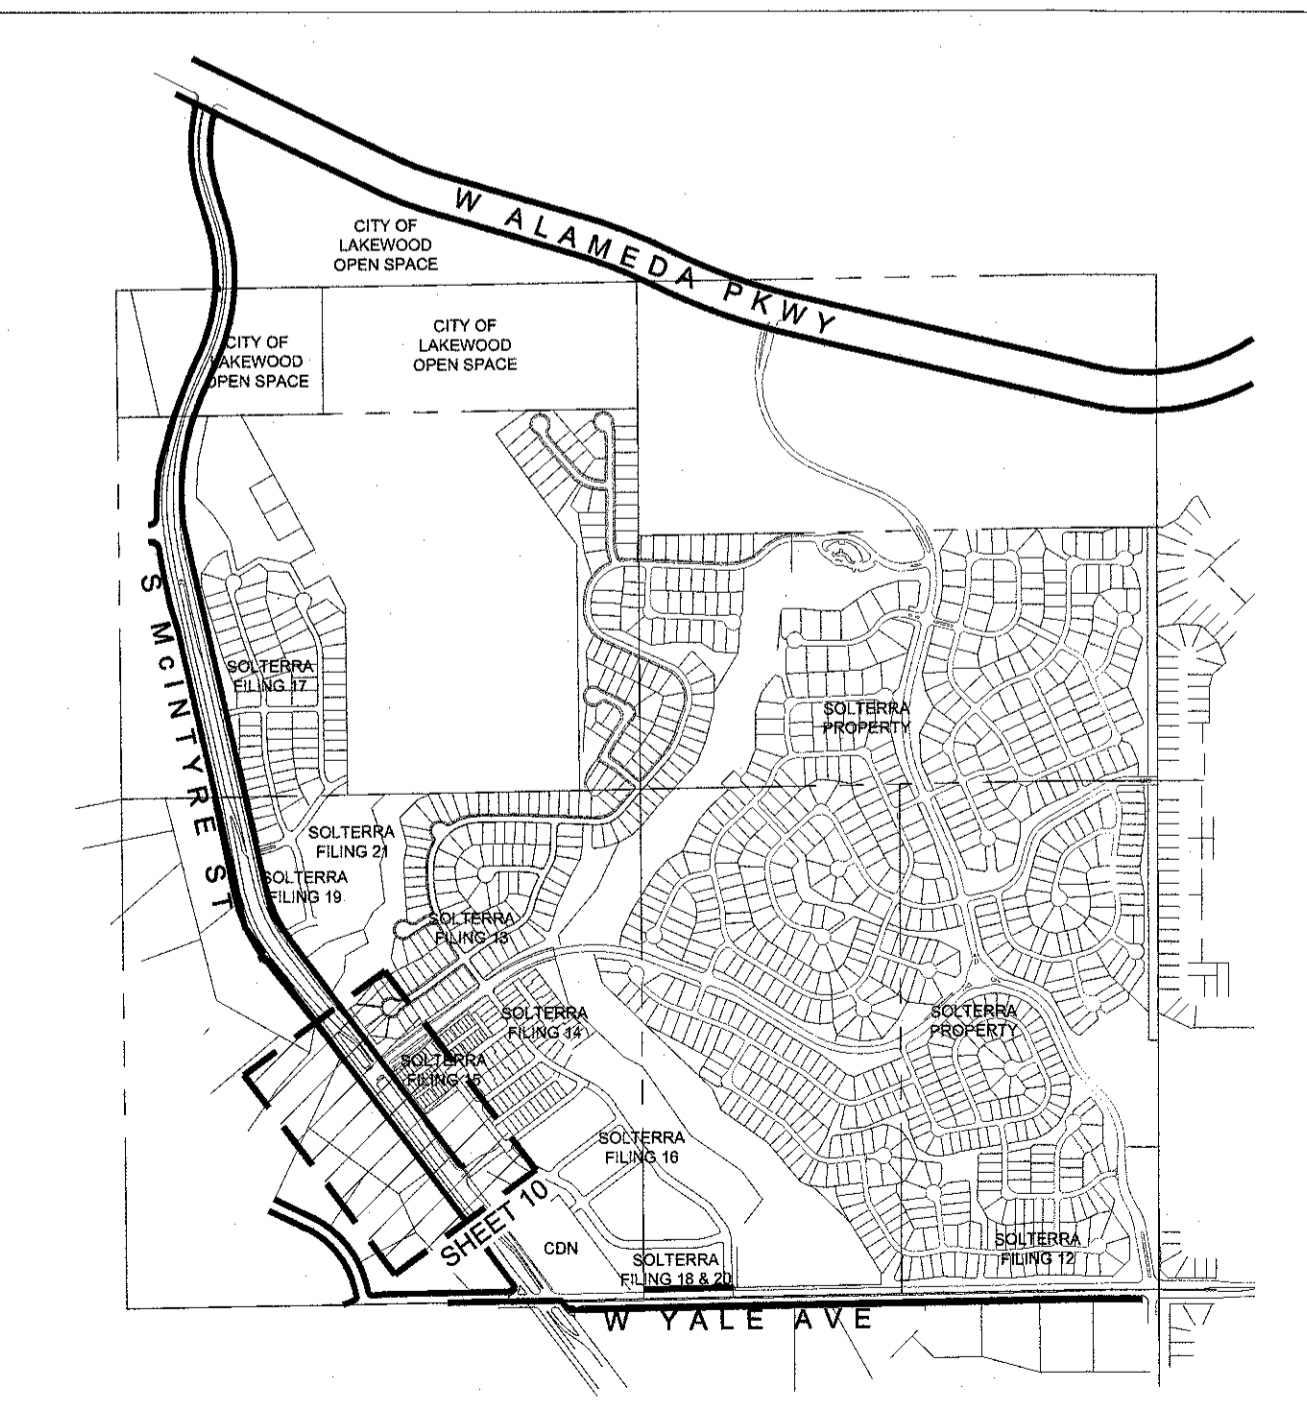 W ALAMEDA PKWY
CITY OF
LAKEWOOD
OPEN SPACE
CITY OF
LAKEWOOD
OPEN SPACE
CITY OF
LAKEWOOD
OPEN SPACE
S McINTYRE ST
SOLTERRA
FILING 17
SOLTERRA
PROPERTY
SOLTERRA
FILING 21
SOLTERRA
FILING 19
SOLTERRA
FILING 13
SOLTERRA
FILING 14
SOLTERRA
PROPERTY
SOLTERRA
FILING 15
SOLTERRA
FILING 16
SHEET 10
CDN
SOLTERRA
FILING 18 & 20
SOLTERRA
FILING 12
W YALE AVE